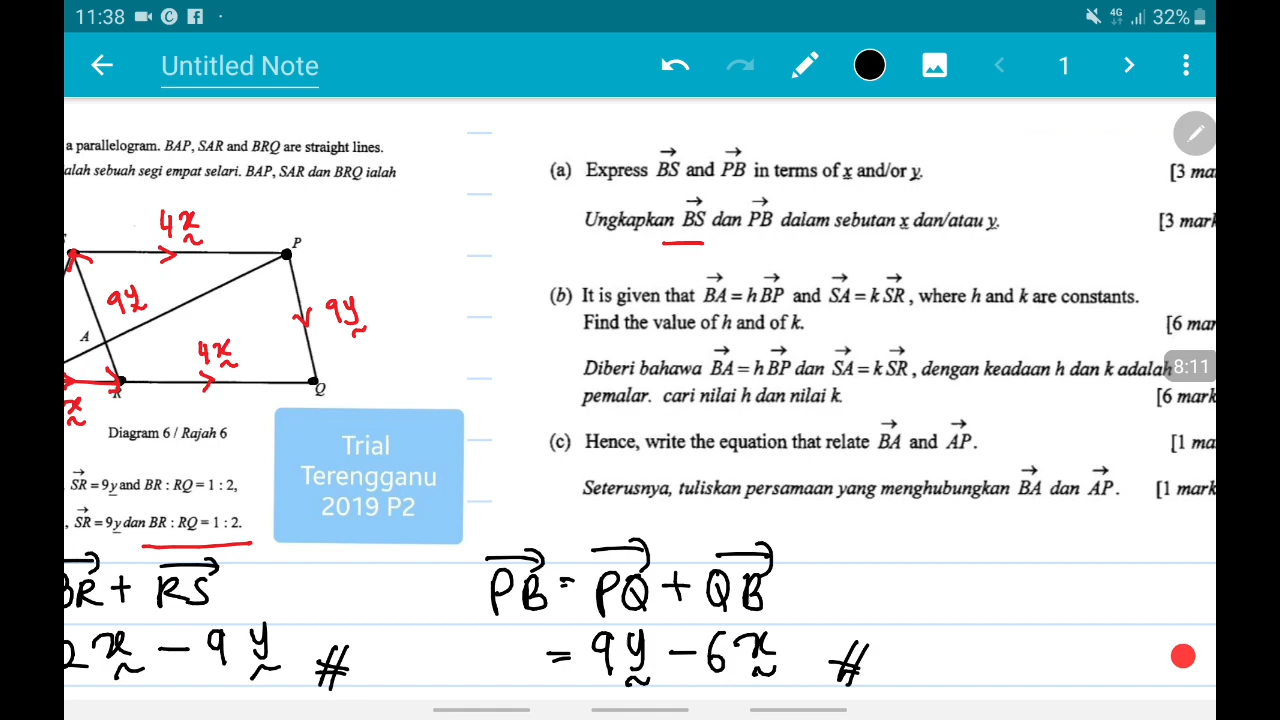 11:38
4G 32%
Untitled Note
1
a parallelogram. BAP, SAR and BRQ are straight lines.
alah sebuah segi empat selari. BAP, SAR dan BRQ ialah
4x
P
9y
A
9y
4x
x
R
Q
Diagram 6 / Rajah 6
SR = 9y and BR : RQ = 1 : 2,
, SR = 9y dan BR : RQ = 1 : 2.
Trial
Terengganu
2019 P2
(a) Express BS and PB in terms of x and/or y. [3 ma
Ungkapkan BS dan PB dalam sebutan x dan/atau y. [3 mark
(b) It is given that BA = h BP and SA = k SR, where h and k are constants.
Find the value of h and of k. [6 mar
Diberi bahawa BA = h BP dan SA = k SR, dengan keadaan h dan k adalah
8:11
pemalar. cari nilai h dan nilai k. [6 mark
(c) Hence, write the equation that relate BA and AP. [1 ma
Seterusnya, tuliskan persamaan yang menghubungkan BA dan AP. [1 mark
BR + RS
2x - 9y #
PB = PQ + QB
= 9y - 6x #